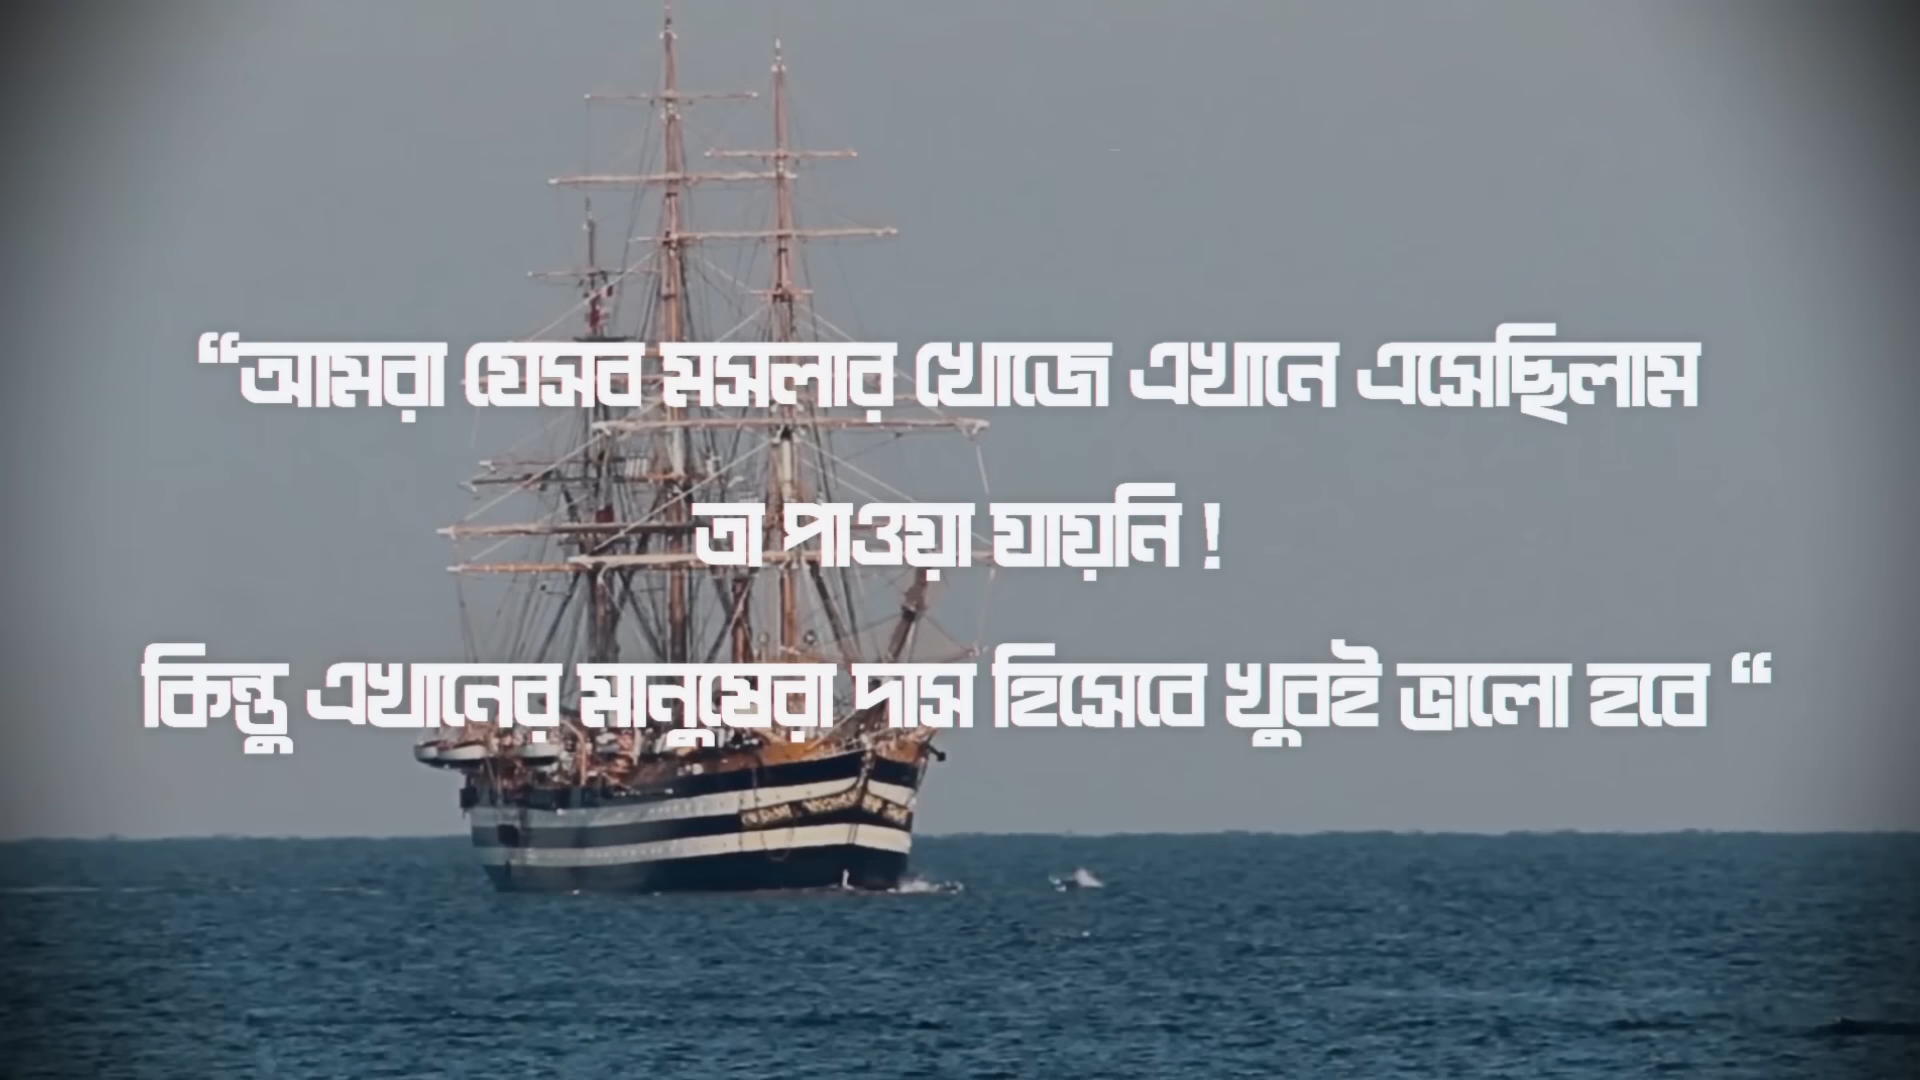 “আমরা যেসব মসলার খোজে এখানে এসেছিলাম
তা পাওয়া যায়নি !
কিন্তু এখানের মানুষেরা দাস হিসেবে খুবই ভালো হবে “